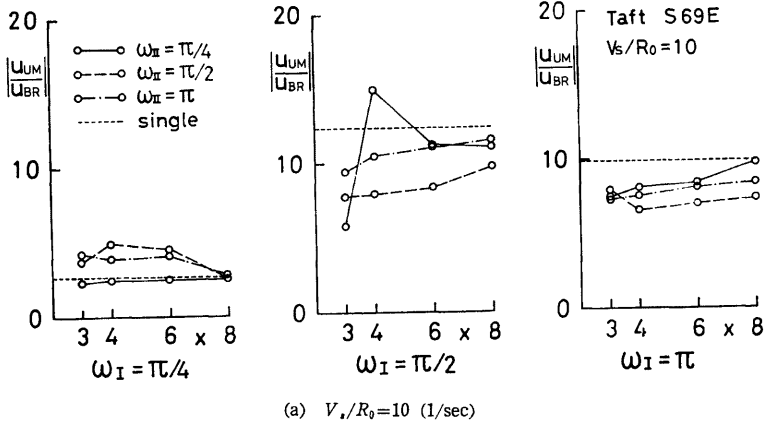 20
|u_UM/u_BR|
ω_II = π/4
ω_II = π/2
ω_II = π
single
10
0
3 4 6 x 8
ω_I = π/4
20
|u_UM/u_BR|
10
0
3 4 6 x 8
ω_I = π/2
20
Taft S69E
V_S/R_0 = 10
|u_UM/u_BR|
10
0
3 4 6 x 8
ω_I = π
(a) V_s/R_0=10 (1/sec)